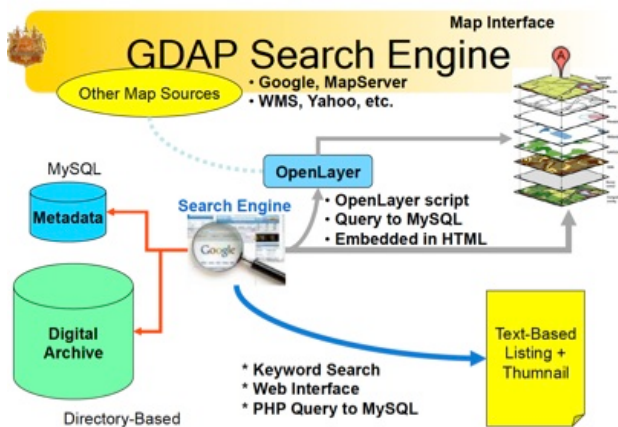 Map Interface
GDAP Search Engine
Other Map Sources
• Google, MapServer
• WMS, Yahoo, etc.
A
MySQL
OpenLayer
Metadata
Search Engine
• OpenLayer script
• Query to MySQL
• Embedded in HTML
Google
Digital
Archive
Text-Based
Listing +
Thumnail
* Keyword Search
* Web Interface
* PHP Query to MySQL
Directory-Based